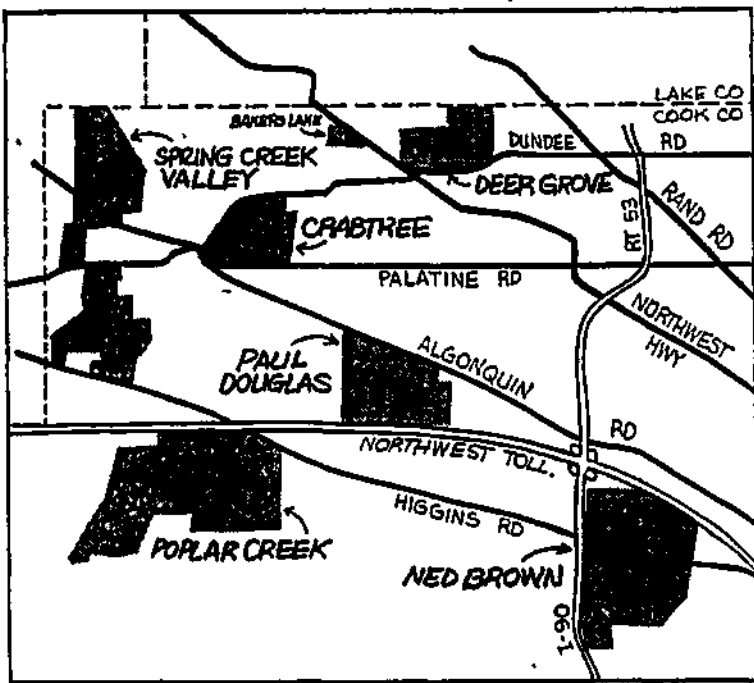 LAKE CO
COOK CO
BAKERS LAKE
DUNDEE RD
SPRING CREEK
VALLEY
DEER GROVE
RAND RD
RT 53
CRABTREE
PALATINE RD
NORTHWEST
HWY
PAUL
DOUGLAS
ALGONQUIN RD
NORTHWEST TOLL.
HIGGINS RD
POPLAR CREEK
NED BROWN
I-90